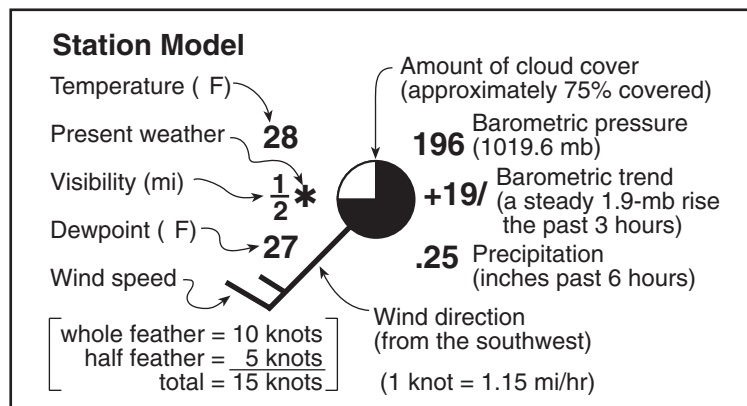 Station Model
Temperature ( F)
28
Present weather
Visibility (mi)
1/2 *
Dewpoint ( F)
27
Wind speed
whole feather = 10 knots
half feather = 5 knots
total = 15 knots
Amount of cloud cover
(approximately 75% covered)
196 Barometric pressure
(1019.6 mb)
+19/ Barometric trend
(a steady 1.9-mb rise
the past 3 hours)
.25 Precipitation
(inches past 6 hours)
Wind direction
(from the southwest)
(1 knot = 1.15 mi/hr)